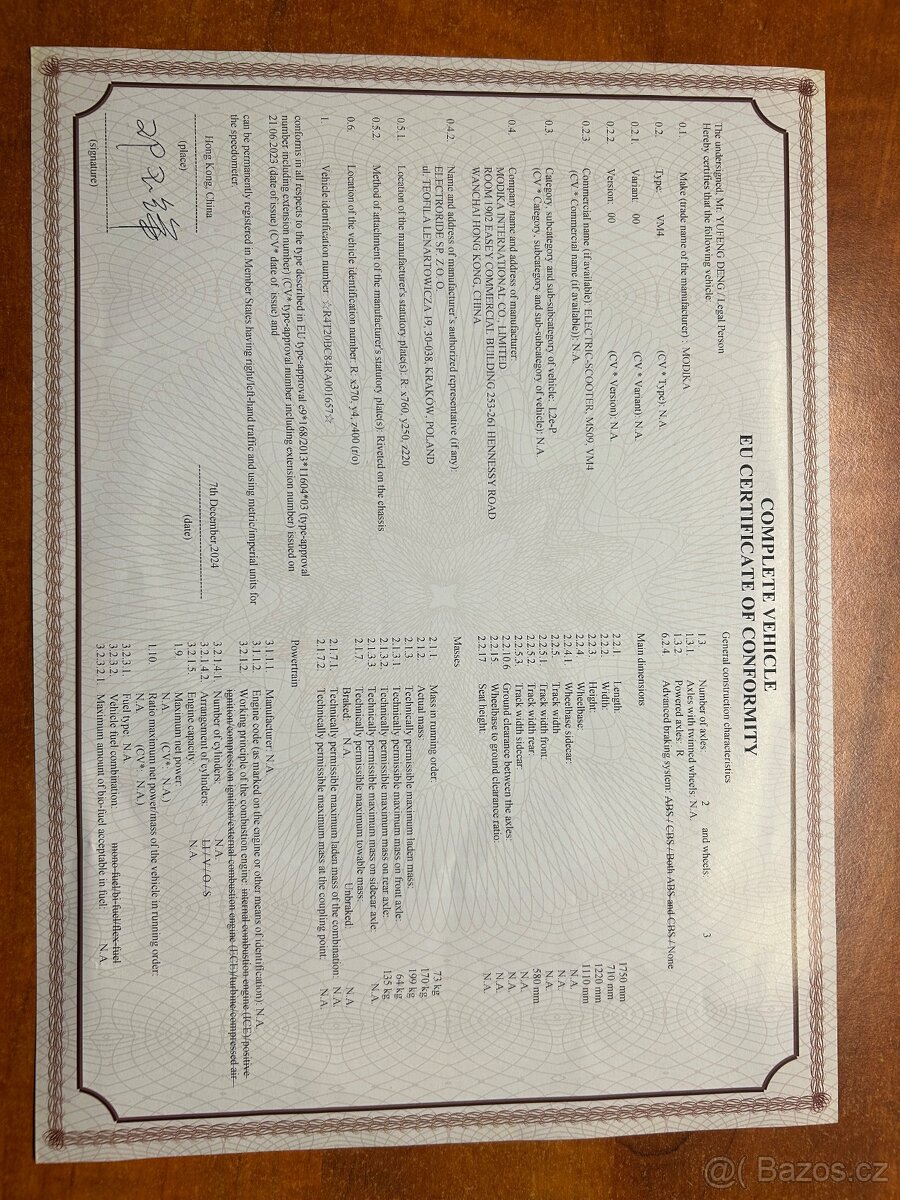 COMPLETE VEHICLE
EU CERTIFICATE OF CONFORMITY
The undersigned: Mr. YUFENG DENG / Legal Person
Hereby certifies that the following vehicle:
0.1. Make (trade name of the manufacturer) : MODIKA
0.2. Type: VM4 (CV * Type): N.A.
0.2.1. Variant: 00 (CV * Variant): N.A.
0.2.2. Version: 00 (CV * Version): N.A.
0.2.3 Commercial name (if available): ELECTRIC-SCOOTER, MS09, VM4
(CV * Commercial name (if available)): N.A.
0.3. Category, subcategory and sub-subcategory of vehicle: L2e-P
(CV * Category, subcategory and sub-subcategory of vehicle): N.A.
0.4. Company name and address of manufacturer:
MODIKA INTERNATIONAL CO., LIMITED
ROOM 1902 EASEY COMMERCIAL BUILDING 253-261 HENNESSY ROAD
WANCHAI HONG KONG, CHINA
0.4.2. Name and address of manufacturer's authorized representative (if any):
ELECTRORIDE SP. Z O.O.
ul. TEOFILA LENARTOWICZA 19, 30-038, KRAKÓW, POLAND
0.5.1. Location of the manufacturer's statutory plate(s): R. x760, y250, z220
0.5.2. Method of attachment of the manufacturer's statutory plate(s): Riveted on the chassis
0.6. Location of the vehicle identification number: R. x370, y4, z400 (r/o)
1. Vehicle identification number: ☆R4T20BC84RA001657☆
conforms in all respects to the type described in EU type-approval e9*168/2013*11604*03 (type-approval
number including extension number) (CV* type-approval number including extension number) issued on
21.06.2023 (date of issue) (CV* date of issue) and
can be permanently registered in Member States having right/left-hand traffic and using metric/imperial units for
the speedometer.
Hong Kong, China 7th December,2024
(place) (date)
(signature)
General construction characteristics
1.3 Number of axles: 2 and wheels: 3
1.3.1. Axles with twinned wheels: N.A.
1.3.2. Powered axles: R
6.2.4 Advanced braking system: ABS / CBS / Both ABS and CBS / None
Main dimensions
2.2.1. Length: 1750 mm
2.2.2. Width: 710 mm
2.2.3. Height: 1220 mm
2.2.4. Wheelbase: 1110 mm
2.2.4.1. Wheelbase sidecar: N.A.
2.2.5. Track width N.A.
2.2.5.1. Track width front: N.A.
2.2.5.2. Track width rear: 580 mm
2.2.5.3. Track width sidecar: N.A.
2.2.10.6 Ground clearance between the axles: N.A.
2.2.15. Wheelbase to ground clearance ratio: N.A.
2.2.17 Seat height: N.A.
Masses
2.1.1. Mass in running order: 73 kg
2.1.2. Actual mass: 170 kg
2.1.3 Technically permissible maximum laden mass: 199 kg
2.1.3.1. Technically permissible maximum mass on front axle: 64 kg
2.1.3.2. Technically permissible maximum mass on rear axle: 135 kg
2.1.3.3 Technically permissible maximum mass on sidecar axle: N.A.
2.1.7 Technically permissible maximum towable mass:
Braked: N.A. Unbraked: N.A.
2.1.7.1. Technically permissible maximum laden mass of the combination: N.A.
2.1.7.2. Technically permissible maximum mass at the coupling point: N.A.
Powertrain
3.1.1.1. Manufacturer: N.A.
3.1.1.2. Engine code (as marked on the engine or other means of identification): N.A.
3.2.1.2. Working principle of the combustion engine: internal combustion engine (ICE)/positive
ignition/compression ignition/external combustion engine (ECE)/turbine/compressed air
3.2.1.4.1. Number of cylinders: N.A.
3.2.1.4.2. Arrangement of cylinders: LI / V / O / S
3.2.1.5. Engine capacity: N.A.
1.9. Maximum net power:
N.A. (CV*: N.A.)
1.10. Ratio maximum net power/mass of the vehicle in running order:
N.A. (CV*: N.A.)
3.2.3.1. Fuel type: N.A.
3.2.3.2. Vehicle fuel combination: mono-fuel/bi-fuel/flex fuel
3.2.3.2.1. Maximum amount of bio-fuel acceptable in fuel: N.A.
@( Bazos.cz